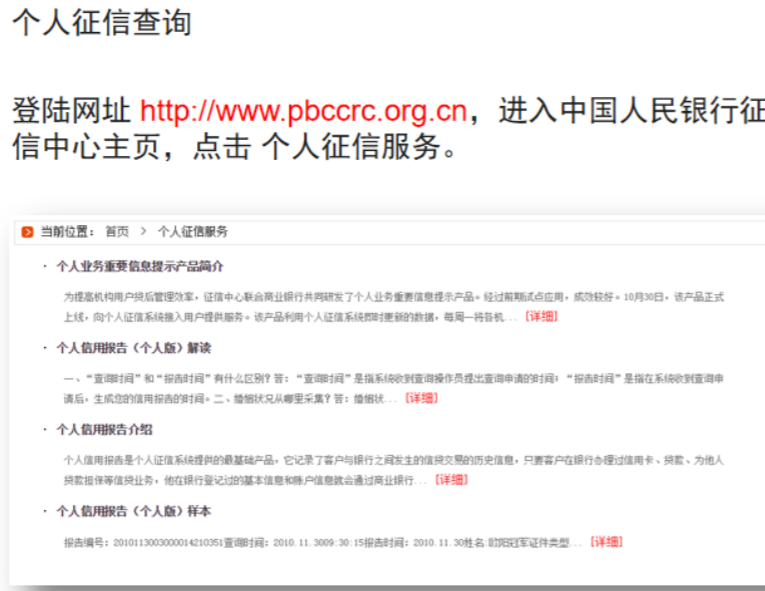 个人征信查询
登陆网址 http://www.pbccrc.org.cn，进入中国人民银行征
信中心主页，点击 个人征信服务。
当前位置： 首页 > 个人征信服务
· 个人业务重要信息提示产品简介
为提高机构用户贷后管理效率，征信中心联合商业银行共同研发了个人业务重要信息提示产品。经过前期试点应用，成效较好。10月30日，该产品正式
上线，向个人征信系统接入用户提供服务。该产品利用个人征信系统即时更新的数据，每周一将各机... [详细]
· 个人信用报告（个人版）解读
一、“查询时间”和“报告时间”有什么区别？答：“查询时间”是指系统收到查询操作员提出查询申请的时间；“报告时间”是指在系统收到查询申
请后，生成您的信用报告的时间。二、婚姻状况从哪里采集？答：婚姻状... [详细]
· 个人信用报告介绍
个人信用报告是个人征信系统提供的最基础产品，它记录了客户与银行之间发生的信贷交易的历史信息，只要客户在银行办理过信用卡、贷款、为他人
贷款担保等信贷业务，他在银行登记过的基本信息和账户信息就会通过商业银行... [详细]
· 个人信用报告（个人版）样本
报告编号：2010113003000014210351查询时间：2010.11.3009:30:15报告时间：2010.11.30姓名:欧阳冠军证件类型... [详细]